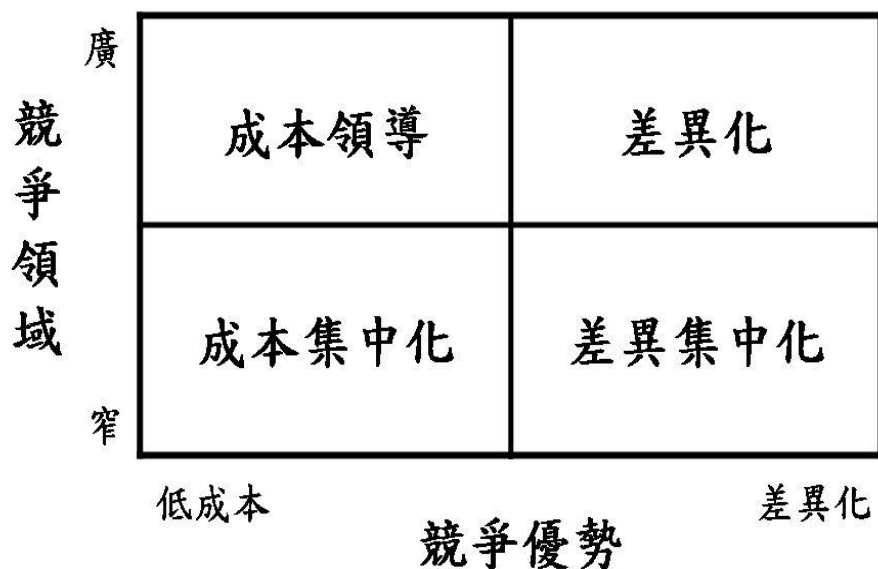 廣
競爭領域
成本領導
差異化
成本集中化
差異集中化
窄
低成本
差異化
競爭優勢